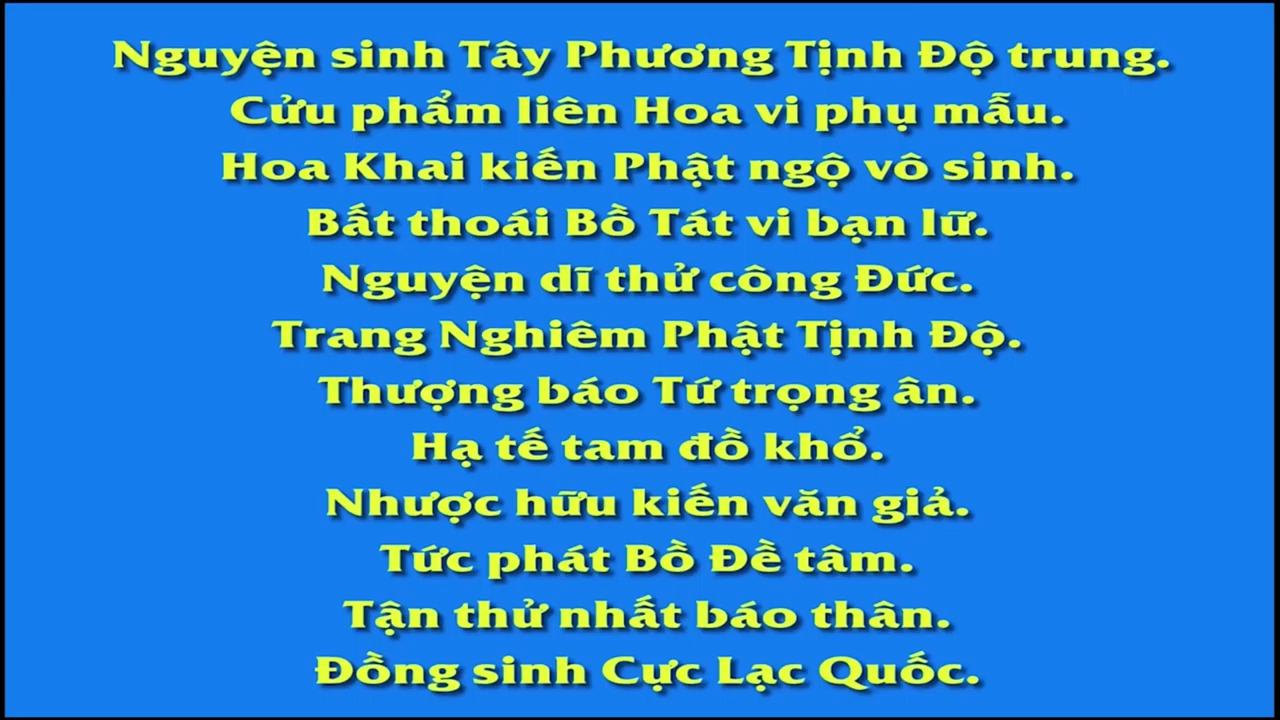 Nguyện sinh Tây Phương Tịnh Độ trung.
Cửu phẩm liên Hoa vi phụ mẫu.
Hoa Khai kiến Phật ngộ vô sinh.
Bất thoái Bồ Tát vi bạn lữ.
Nguyện dĩ thử công Đức.
Trang Nghiêm Phật Tịnh Độ.
Thượng báo Tứ trọng ân.
Hạ tế tam đồ khổ.
Nhược hữu kiến văn giả.
Tức phát Bồ Đề tâm.
Tận thử nhất báo thân.
Đồng sinh Cực Lạc Quốc.